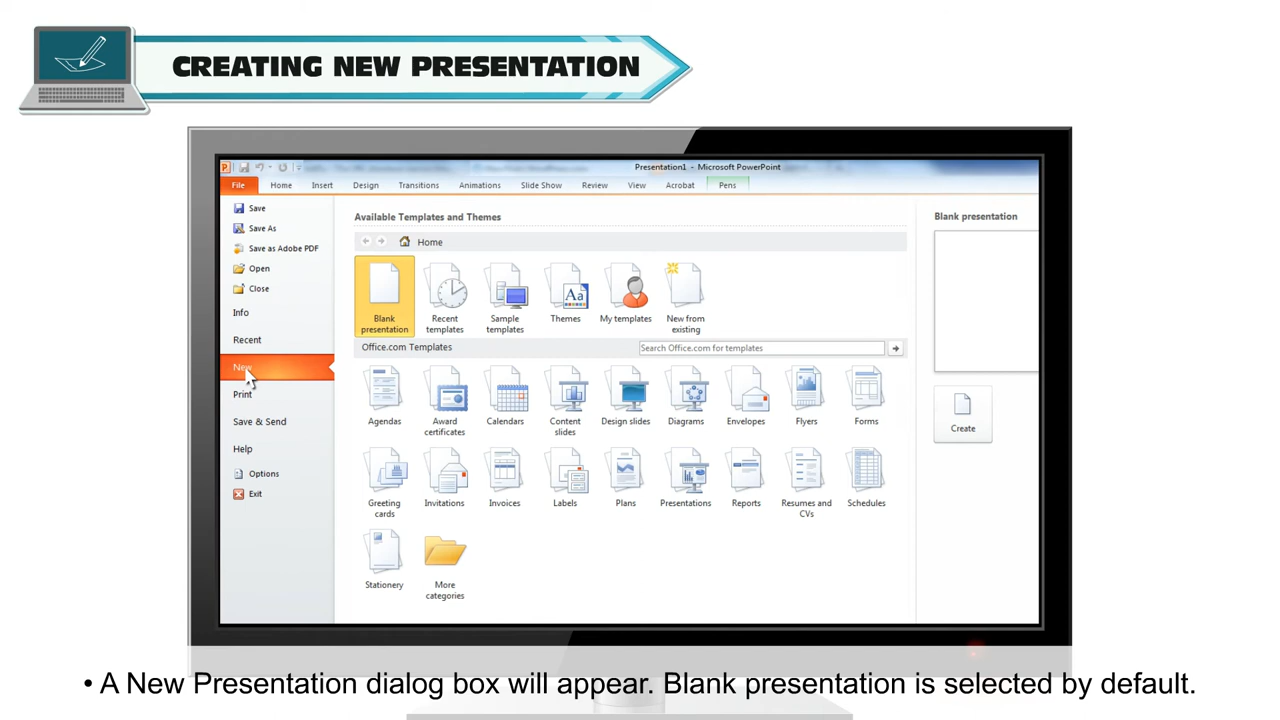 CREATING NEW PRESENTATION
Presentation1 - Microsoft PowerPoint
File Home Insert Design Transitions Animations Slide Show Review View Acrobat Pens
Save
Save As
Save as Adobe PDF
Open
Close
Info
Recent
New
Print
Save & Send
Help
Options
Exit
Available Templates and Themes
Home
Blank presentation
Recent templates
Sample templates
Themes
My templates
New from existing
Office.com Templates
Search Office.com for templates
Agendas
Award certificates
Calendars
Content slides
Design slides
Diagrams
Envelopes
Flyers
Forms
Greeting cards
Invitations
Invoices
Labels
Plans
Presentations
Reports
Resumes and CVs
Schedules
Stationery
More categories
Blank presentation
Create
• A New Presentation dialog box will appear. Blank presentation is selected by default.